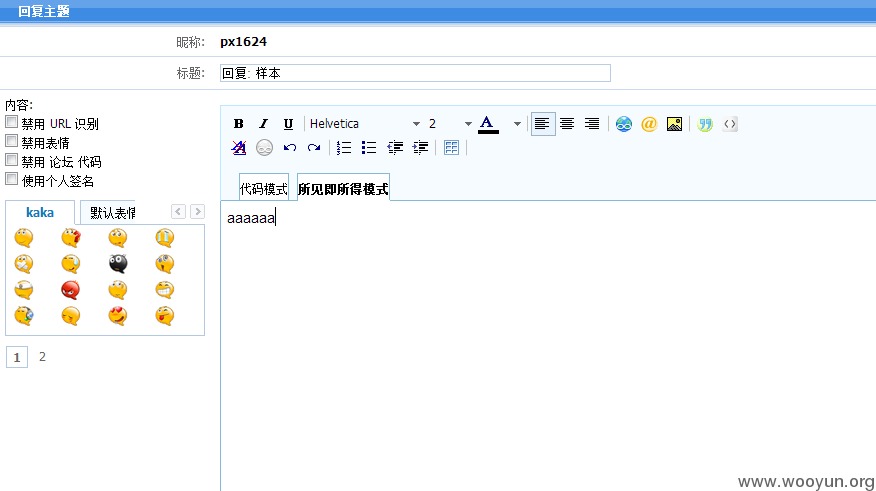 回复主题
昵称: px1624
标题: 回复: 样本
内容:
禁用 URL 识别
禁用表情
禁用 论坛 代码
使用个人签名
kaka 默认表情
1 2
B I U Helvetica 2 A
代码模式 所见即所得模式
aaaaaa
www.wooyun.org